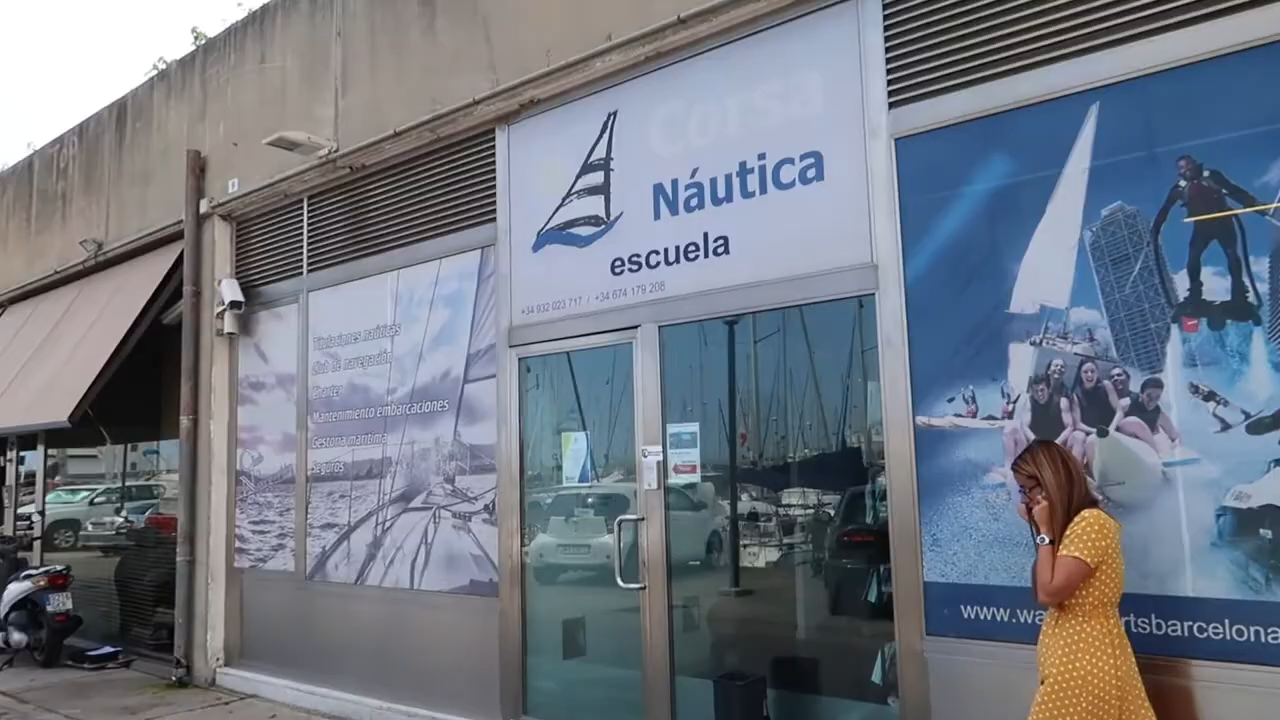 Corsa
Náutica
escuela
+34 932 023 717 / +34 674 179 208
Titulaciones náuticas
Club de navegación
Charter
Mantenimiento embarcaciones
Gestoría marítima
Seguros
www.wa rtsbarcelona
TOP